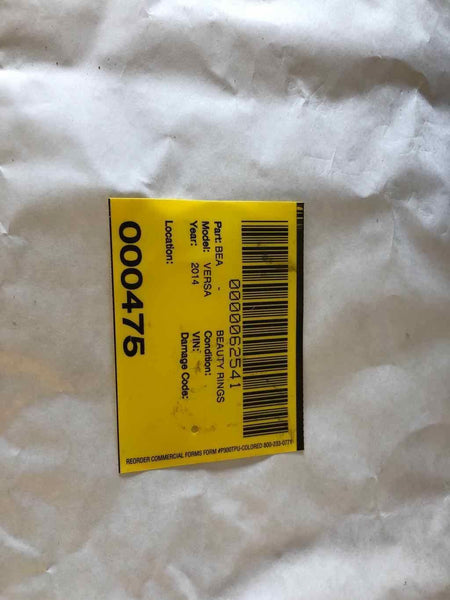 0000062541
Part: BEA - BEAUTY RINGS
Model: VERSA Condition:
Year: 2014 VIN:
Damage Code:
Location:
000475
REORDER COMMERCIAL FORMS FORM #P300TPU-COLORED 800-233-0771